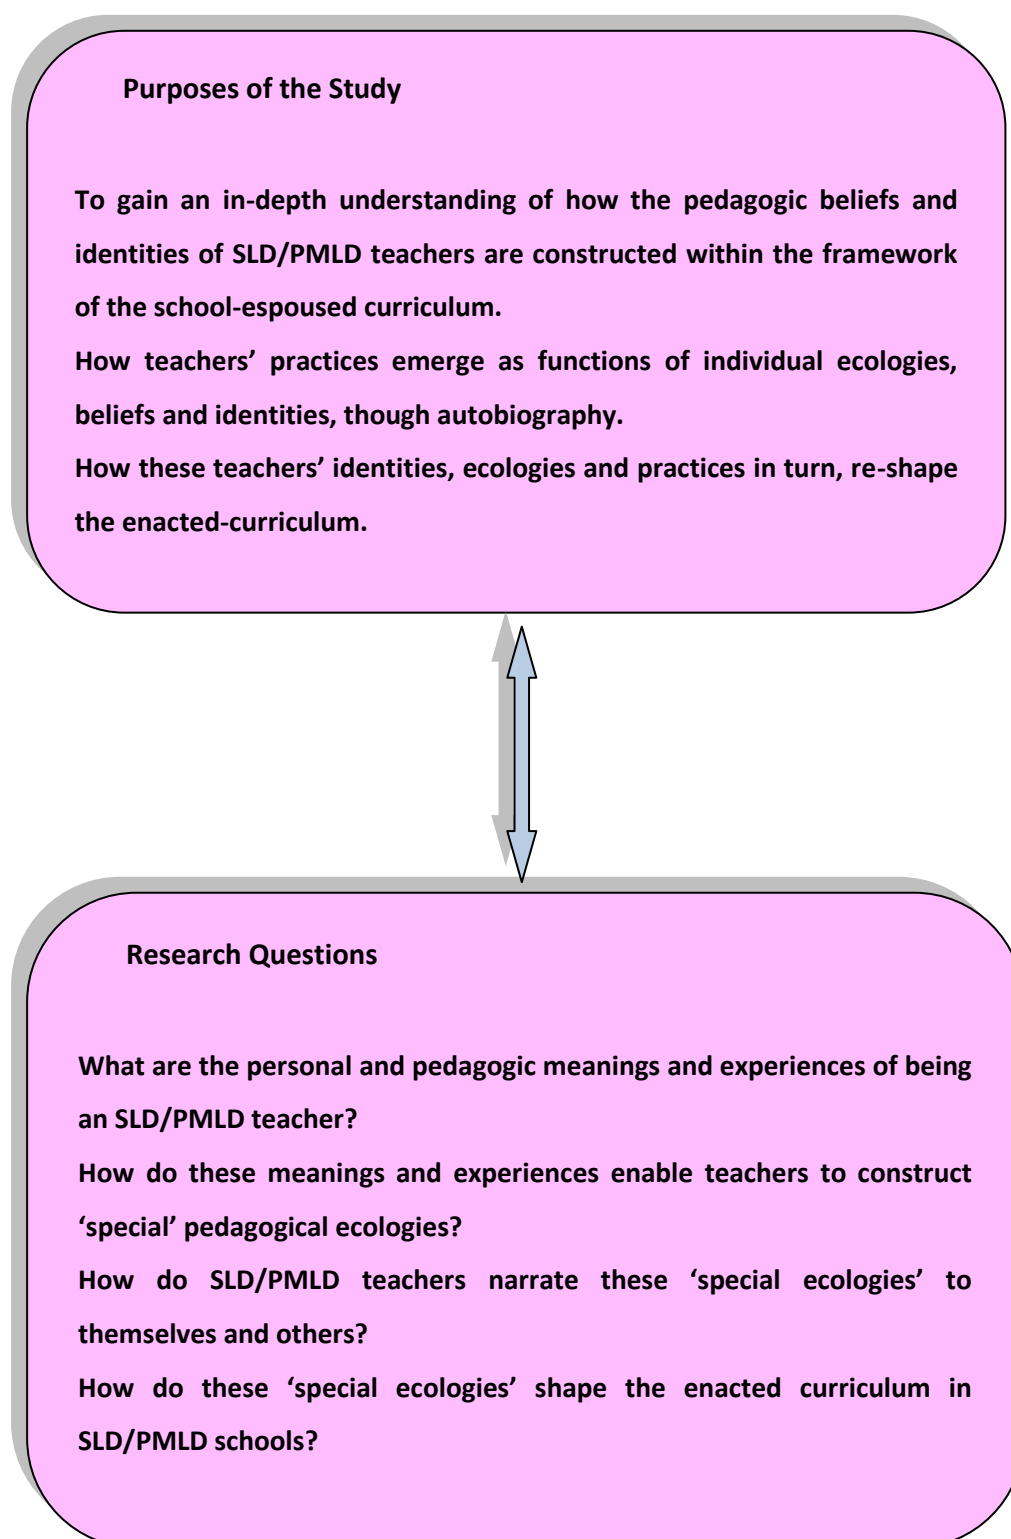 Purposes of the Study
To gain an in-depth understanding of how the pedagogic beliefs and
identities of SLD/PMLD teachers are constructed within the framework
of the school-espoused curriculum.
How teachers’ practices emerge as functions of individual ecologies,
beliefs and identities, though autobiography.
How these teachers’ identities, ecologies and practices in turn, re-shape
the enacted-curriculum.
Research Questions
What are the personal and pedagogic meanings and experiences of being
an SLD/PMLD teacher?
How do these meanings and experiences enable teachers to construct
‘special’ pedagogical ecologies?
How do SLD/PMLD teachers narrate these ‘special ecologies’ to
themselves and others?
How do these ‘special ecologies’ shape the enacted curriculum in
SLD/PMLD schools?